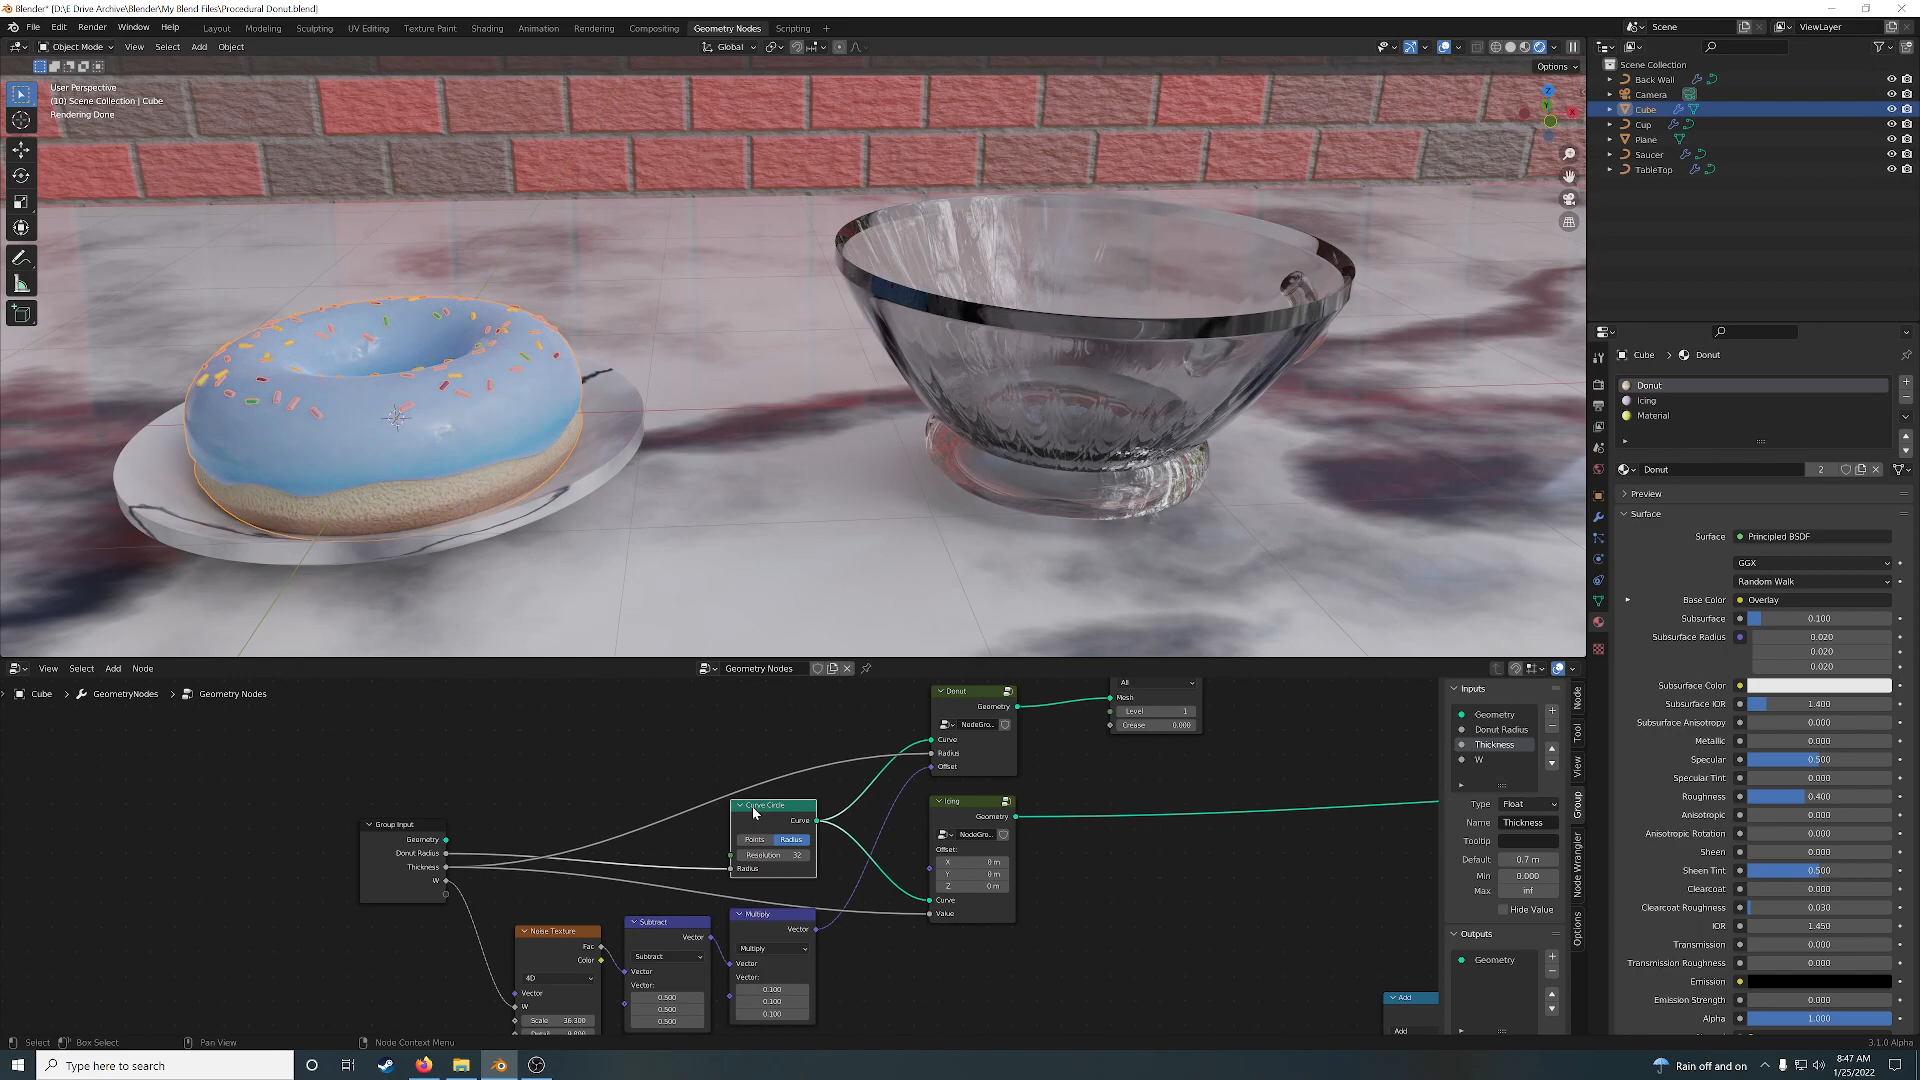 Blender* [D:\E Drive Archive\Blender\My Blend Files\Procedural Donut.blend]
File Edit Render Window Help Layout Modeling Sculpting UV Editing Texture Paint Shading Animation Rendering Compositing Geometry Nodes Scripting + Scene ViewLayer
Object Mode View Select Add Object Global
Options
User Perspective
(10) Scene Collection | Cube
Rendering Done
Z
Y
X
Scene Collection
Back Wall
Camera
Cube
Cup
Plane
Saucer
TableTop
Cube > Donut
Donut
Icing
Material
Donut 2
Preview
Surface
Surface Principled BSDF
GGX
Random Walk
Base Color Overlay
Subsurface 0.100
Subsurface Radius 0.020
0.020
0.020
Subsurface Color
Subsurface IOR 1.400
Subsurface Anisotropy 0.000
Metallic 0.000
Specular 0.500
Specular Tint 0.000
Roughness 0.400
Anisotropic 0.000
Anisotropic Rotation 0.000
Sheen 0.000
Sheen Tint 0.500
Clearcoat 0.000
Clearcoat Roughness 0.030
IOR 1.450
Transmission 0.000
Transmission Roughness 0.000
Emission
Emission Strength 0.000
Alpha 1.000
View Select Add Node Geometry Nodes
Cube > GeometryNodes > Geometry Nodes
Group Input
Geometry
Donut Radius
Thickness
W
Noise Texture
Fac
Color
4D
Vector
W
Scale 36.300
Detail 9.800
Subtract
Vector
Subtract
Vector
Vector:
0.500
0.500
0.500
Multiply
Vector
Multiply
Vector
Vector:
0.100
0.100
0.100
Curve Circle
Curve
Points Radius
Resolution 32
Radius
Donut
Geometry
NodeGro...
Curve
Radius
Offset
Icing
Geometry
NodeGro...
Offset:
X 0 m
Y 0 m
Z 0 m
Curve
Value
All
Mesh
Level 1
Crease 0.000
Add
Add
Inputs
Geometry
Donut Radius
Thickness
W
Type Float
Name Thickness
Tooltip
Default 0.7 m
Min 0.000
Max inf
Hide Value
Outputs
Geometry
Node
Tool
View
Group
Node Wrangler
Options
Select Box Select Pan View Node Context Menu 3.1.0 Alpha
Type here to search Rain off and on 8:47 AM
1/25/2022